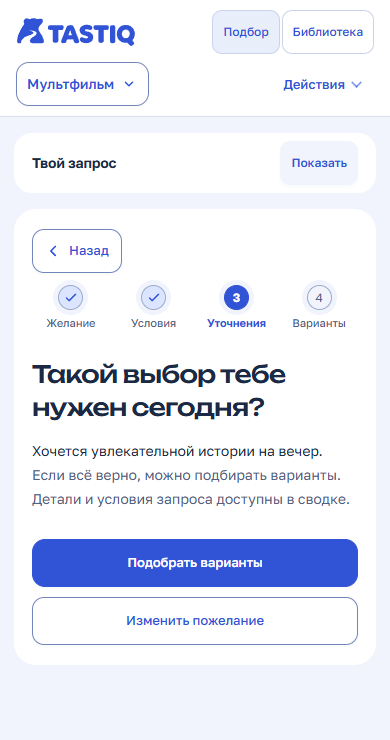 TASTIQ
Подбор
Библиотека
Мультфильм
Действия
Твой запрос
Показать
Назад
3
4
Желание
Условия
Уточнения
Варианты
Такой выбор тебе
нужен сегодня?
Хочется увлекательной истории на вечер.
Если всё верно, можно подбирать варианты.
Детали и условия запроса доступны в сводке.
Подобрать варианты
Изменить пожелание